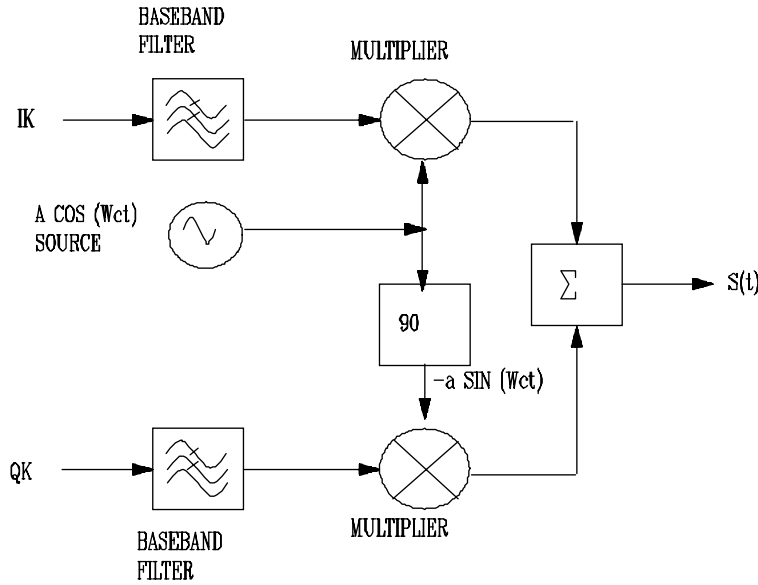 BASEBAND
FILTER
MULTIPLIER
IK
A COS (Wct)
SOURCE
Σ
S(t)
90
-a SIN (Wct)
QK
MULTIPLIER
BASEBAND
FILTER